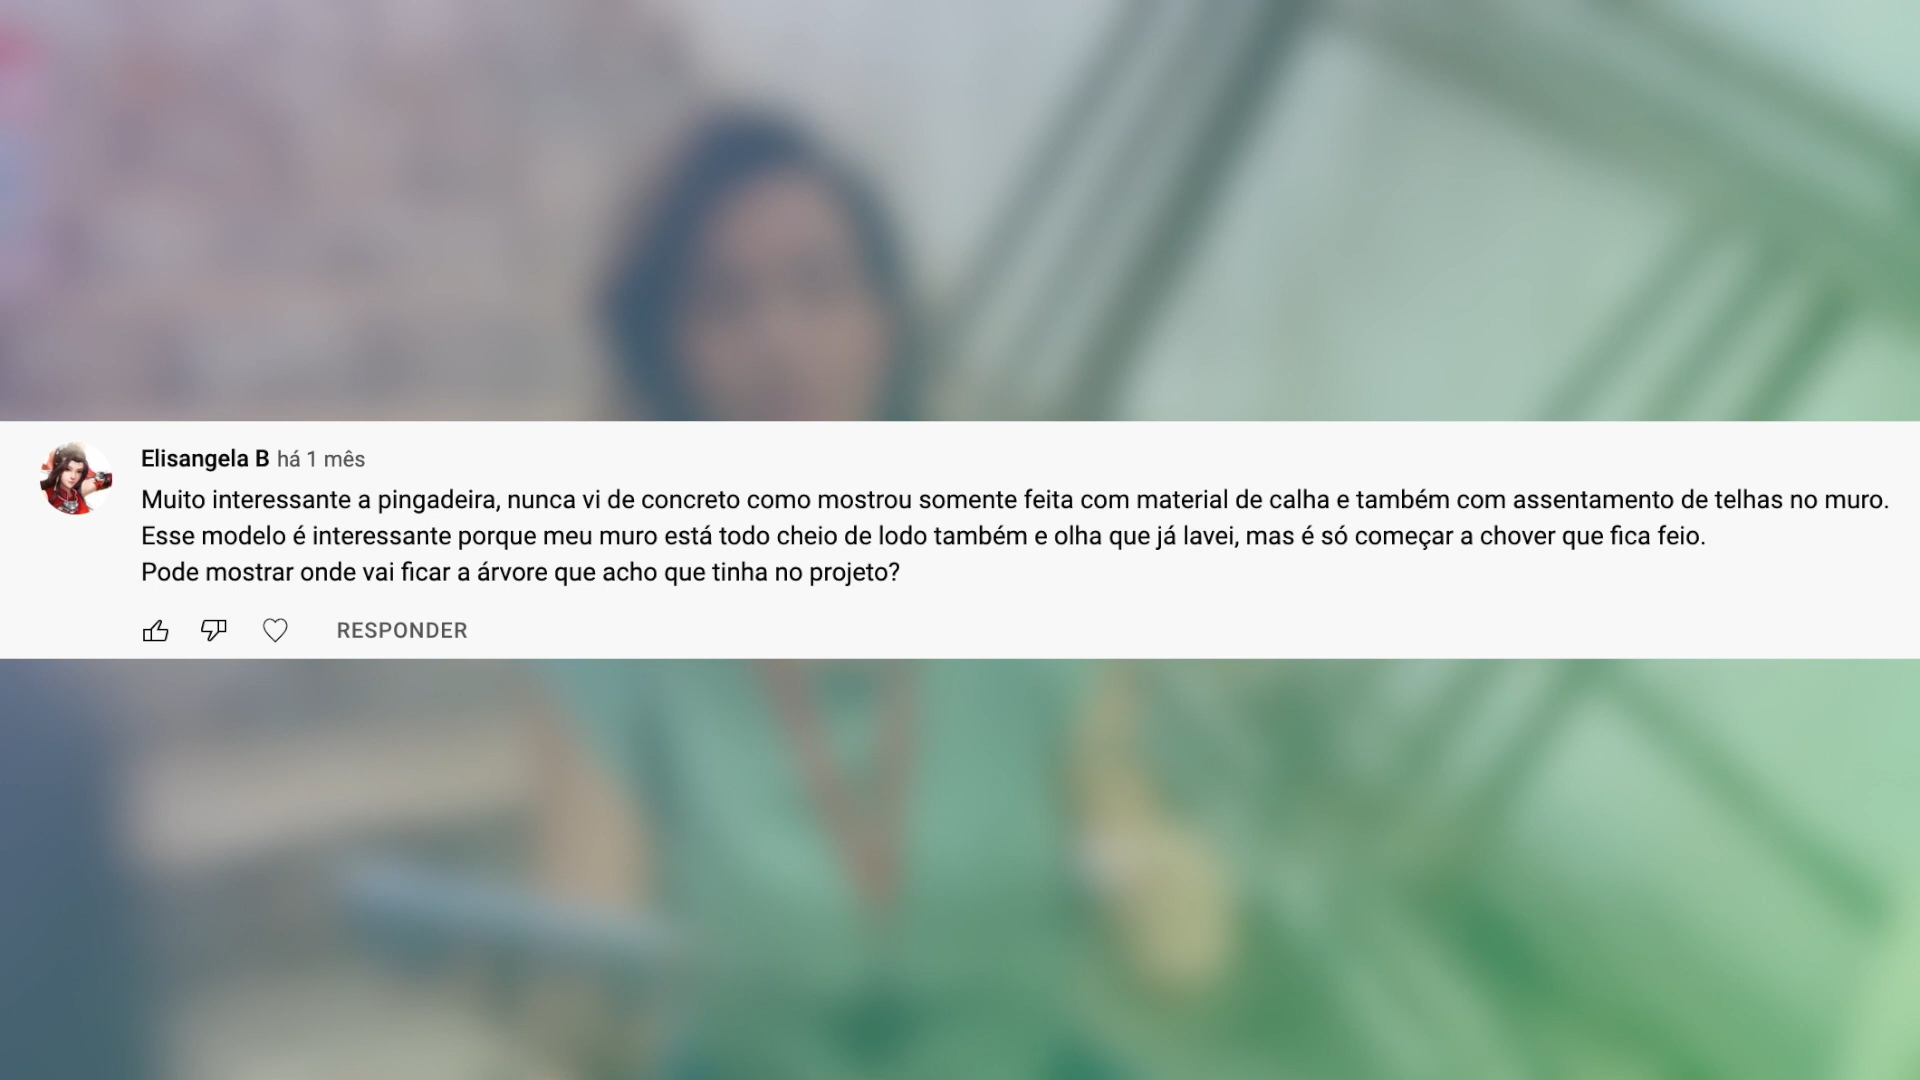 Elisangela B há 1 mês
Muito interessante a pingadeira, nunca vi de concreto como mostrou somente feita com material de calha e também com assentamento de telhas no muro.
Esse modelo é interessante porque meu muro está todo cheio de lodo também e olha que já lavei, mas é só começar a chover que fica feio.
Pode mostrar onde vai ficar a árvore que acho que tinha no projeto?
RESPONDER